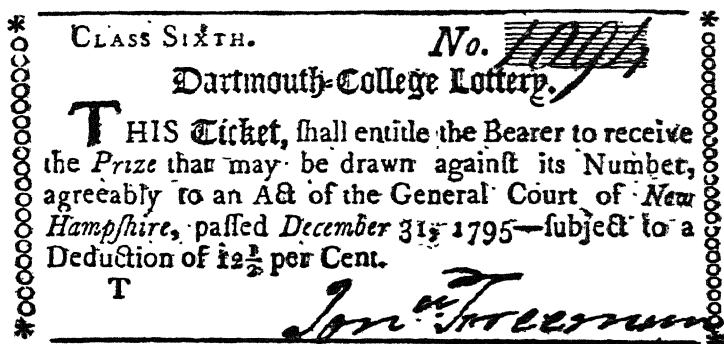 CLASS SIXTH. No. 1094
Dartmouth-College Lottery.
THIS Ticket, ſhall entitle the Bearer to receive
the Prize that may be drawn againſt its Number,
agreeably to an Act of the General Court of New
Hampſhire, paſſed December 31, 1795—ſubject to a
Deduction of 12½ per Cent.
T
Jonᵃ Freeman